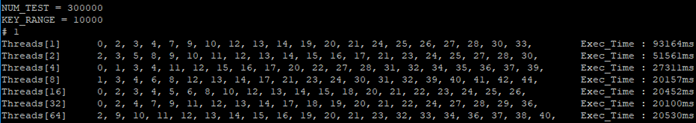 NUM_TEST = 300000
KEY_RANGE = 10000
# 1
Threads[1] 0, 2, 3, 4, 7, 9, 10, 12, 13, 14, 19, 20, 21, 24, 25, 26, 27, 28, 30, 33, Exec_Time : 93164ms
Threads[2] 2, 3, 5, 8, 9, 10, 11, 12, 13, 14, 15, 16, 17, 21, 23, 24, 25, 27, 28, 30, Exec_Time : 51561ms
Threads[4] 0, 1, 3, 4, 11, 12, 15, 16, 17, 20, 22, 27, 28, 31, 32, 34, 35, 36, 37, 39, Exec_Time : 27311ms
Threads[8] 1, 3, 4, 6, 8, 12, 13, 14, 17, 21, 23, 24, 30, 31, 32, 39, 40, 41, 42, 44, Exec_Time : 20157ms
Threads[16] 0, 2, 3, 4, 5, 6, 8, 10, 12, 13, 14, 15, 18, 20, 21, 22, 23, 24, 25, 26, Exec_Time : 20452ms
Threads[32] 0, 2, 4, 7, 9, 11, 12, 13, 14, 17, 18, 19, 20, 21, 22, 24, 27, 28, 29, 36, Exec_Time : 20100ms
Threads[64] 2, 9, 10, 11, 12, 13, 14, 15, 16, 19, 20, 21, 23, 32, 33, 34, 36, 37, 38, 40, Exec_Time : 20530ms